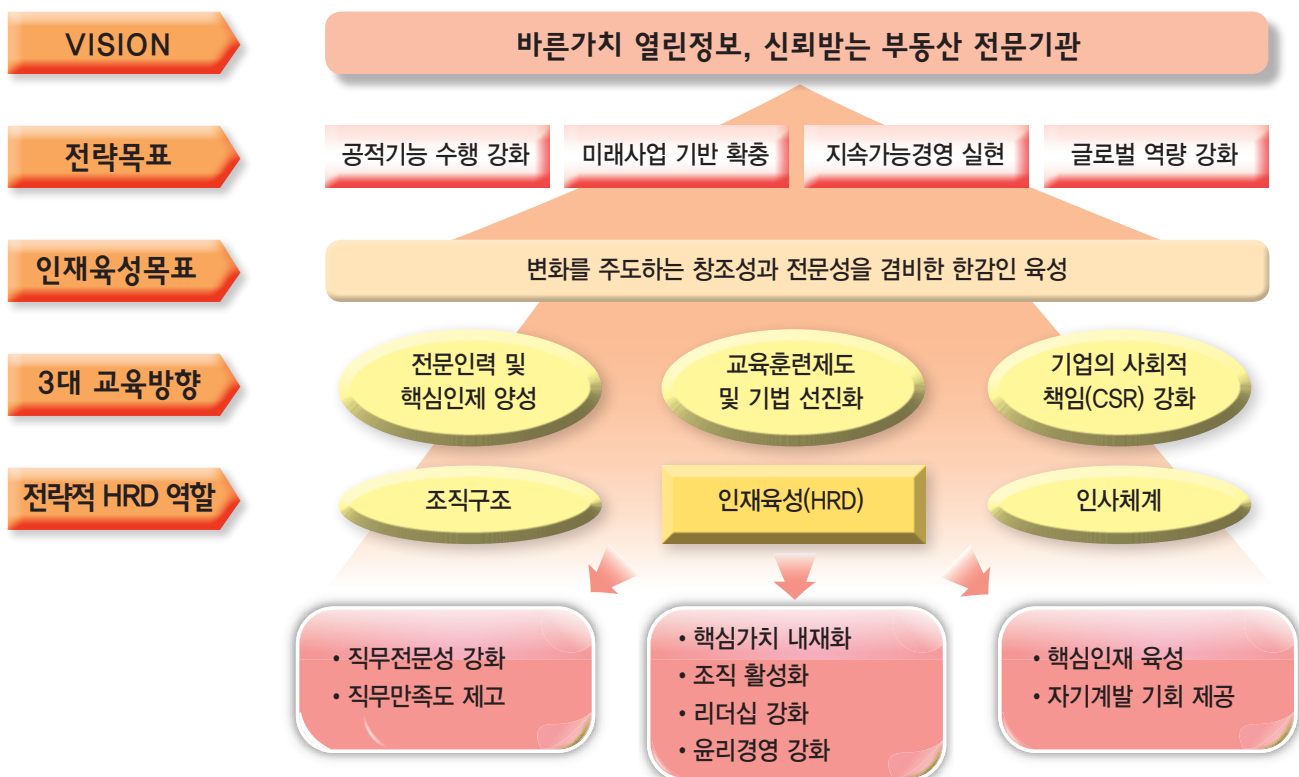 VISION
바른가치 열린정보, 신뢰받는 부동산 전문기관
전략목표
공적기능 수행 강화
미래사업 기반 확충
지속가능경영 실현
글로벌 역량 강화
인재육성목표
변화를 주도하는 창조성과 전문성을 겸비한 한감인 육성
3대 교육방향
전문인력 및
핵심인제 양성
교육훈련제도
및 기법 선진화
기업의 사회적
책임(CSR) 강화
전략적 HRD 역할
조직구조
인재육성(HRD)
인사체계
• 직무전문성 강화
• 직무만족도 제고
• 핵심가치 내재화
• 조직 활성화
• 리더십 강화
• 윤리경영 강화
• 핵심인재 육성
• 자기계발 기회 제공